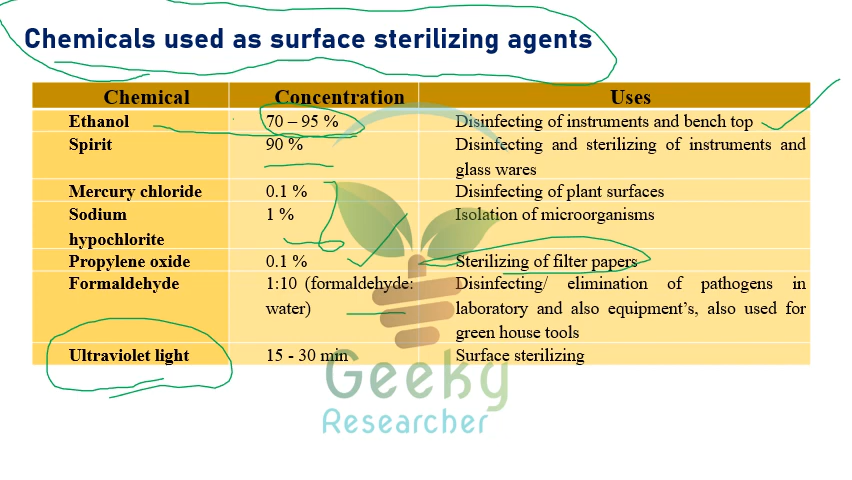 Chemicals used as surface sterilizing agents
Chemical Concentration Uses
Ethanol 70 – 95 % Disinfecting of instruments and bench top
Spirit 90 % Disinfecting and sterilizing of instruments and
glass wares
Mercury chloride 0.1 % Disinfecting of plant surfaces
Sodium 1 % Isolation of microorganisms
hypochlorite
Propylene oxide 0.1 % Sterilizing of filter papers
Formaldehyde 1:10 (formaldehyde: Disinfecting/ elimination of pathogens in
water) laboratory and also equipment’s, also used for
green house tools
Ultraviolet light 15 - 30 min Surface sterilizing
Geeky
Researcher